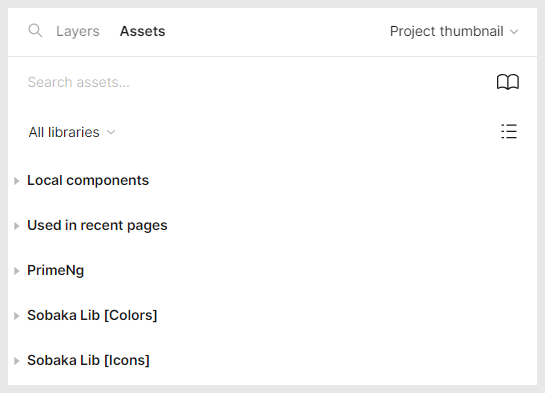 Layers Assets Project thumbnail
Search assets...
All libraries
Local components
Used in recent pages
PrimeNg
Sobaka Lib [Colors]
Sobaka Lib [Icons]